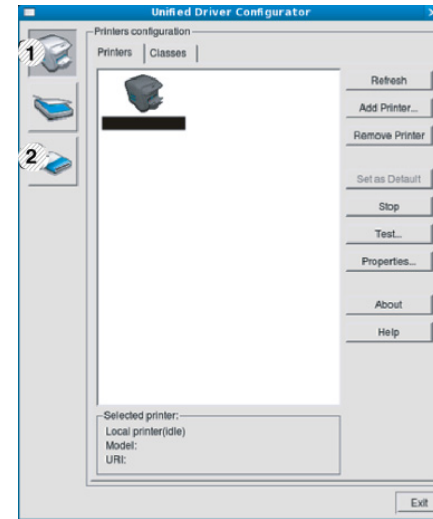 Unified Driver Configurator
1
2
Printers configuration
Printers
Classes
Refresh
Add Printer...
Remove Printer
Set as Default
Stop
Test...
Properties...
About
Help
Selected printer:
Local printer(idle)
Model:
URI:
Exit